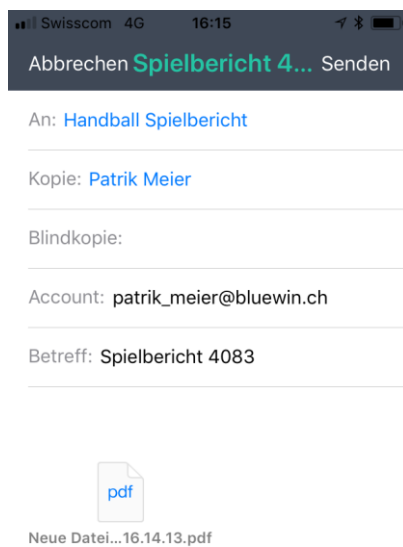 Swisscom 4G 16:15
Abbrechen Spielbericht 4... Senden
An: Handball Spielbericht
Kopie: Patrik Meier
Blindkopie:
Account: patrik_meier@bluewin.ch
Betreff: Spielbericht 4083
pdf
Neue Datei...16.14.13.pdf